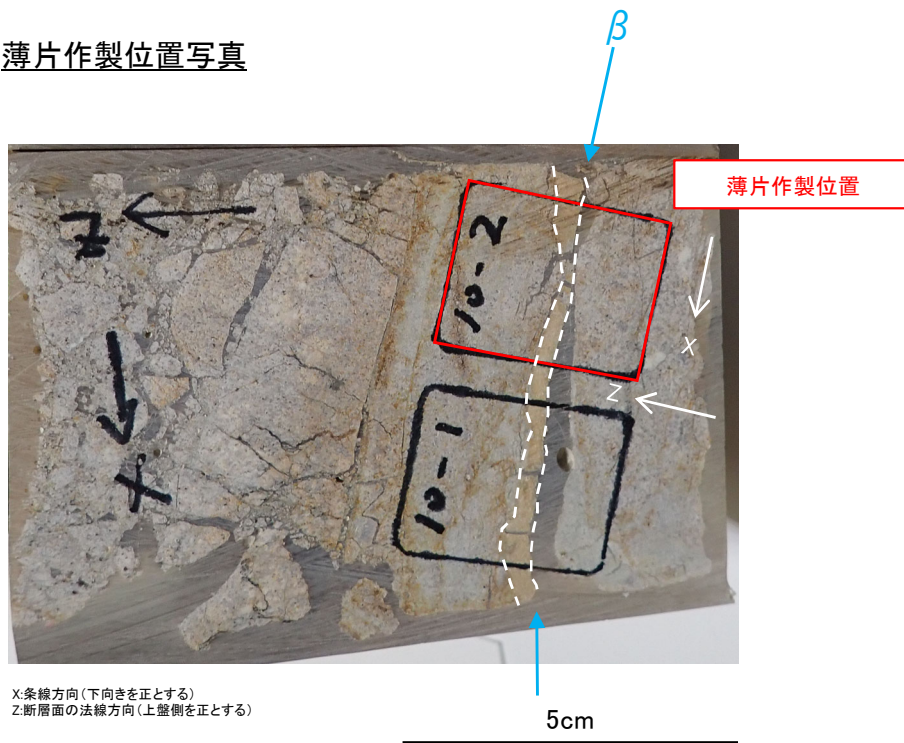 薄片作製位置写真
β
薄片作製位置
Z
10-2
X
Z
X
10-1
X:条線方向(下向きを正とする)
Z:断層面の法線方向(上盤側を正とする)
5cm